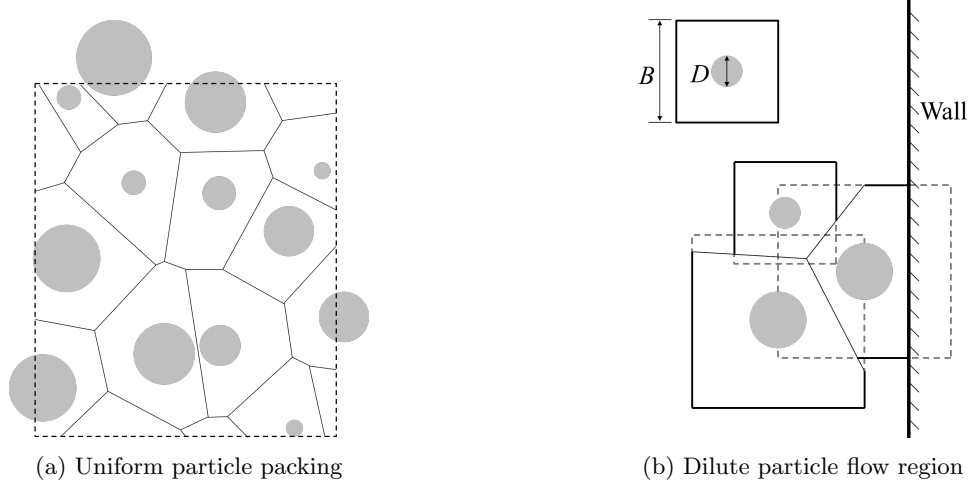 B
D
Wall
(a) Uniform particle packing
(b) Dilute particle flow region